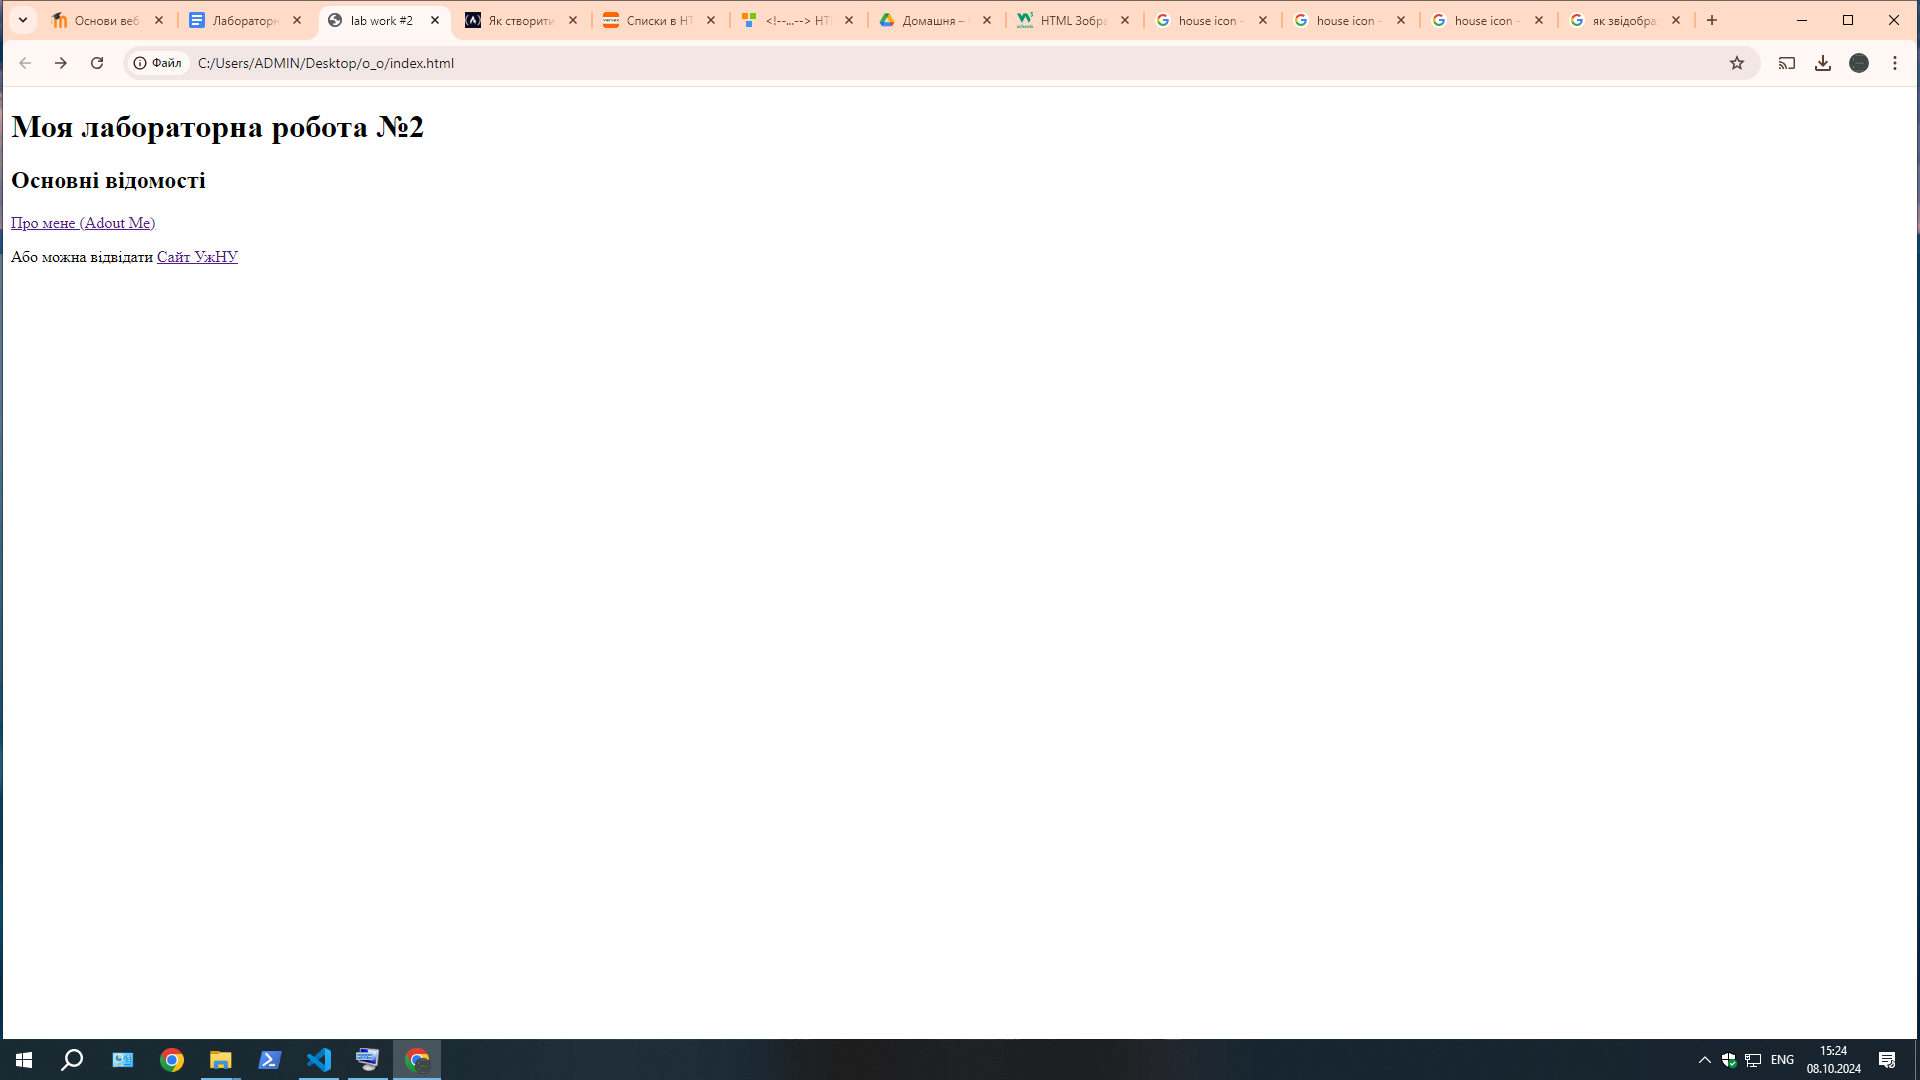 Основи веб
Лабораторн
lab work #2
Як створити
Списки в HT
<!--...--> HT
Домашня –
HTML Зобра
house icon -
house icon -
house icon -
як звідобра
Файл
C:/Users/ADMIN/Desktop/o_o/index.html
Моя лабораторна робота №2
Основні відомості
Про мене (Adout Me)
Або можна відвідати Сайт УжНУ
ENG
15:24
08.10.2024